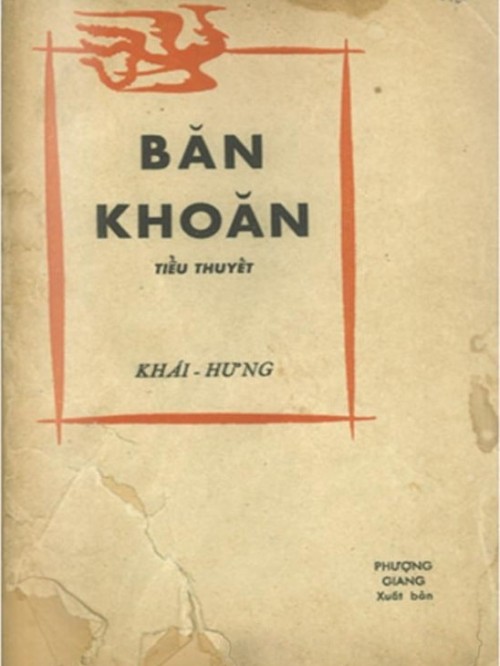 BĂN
KHOĂN
TIỂU THUYẾT
KHÁI - HƯNG
PHƯỢNG
GIANG
Xuất bản